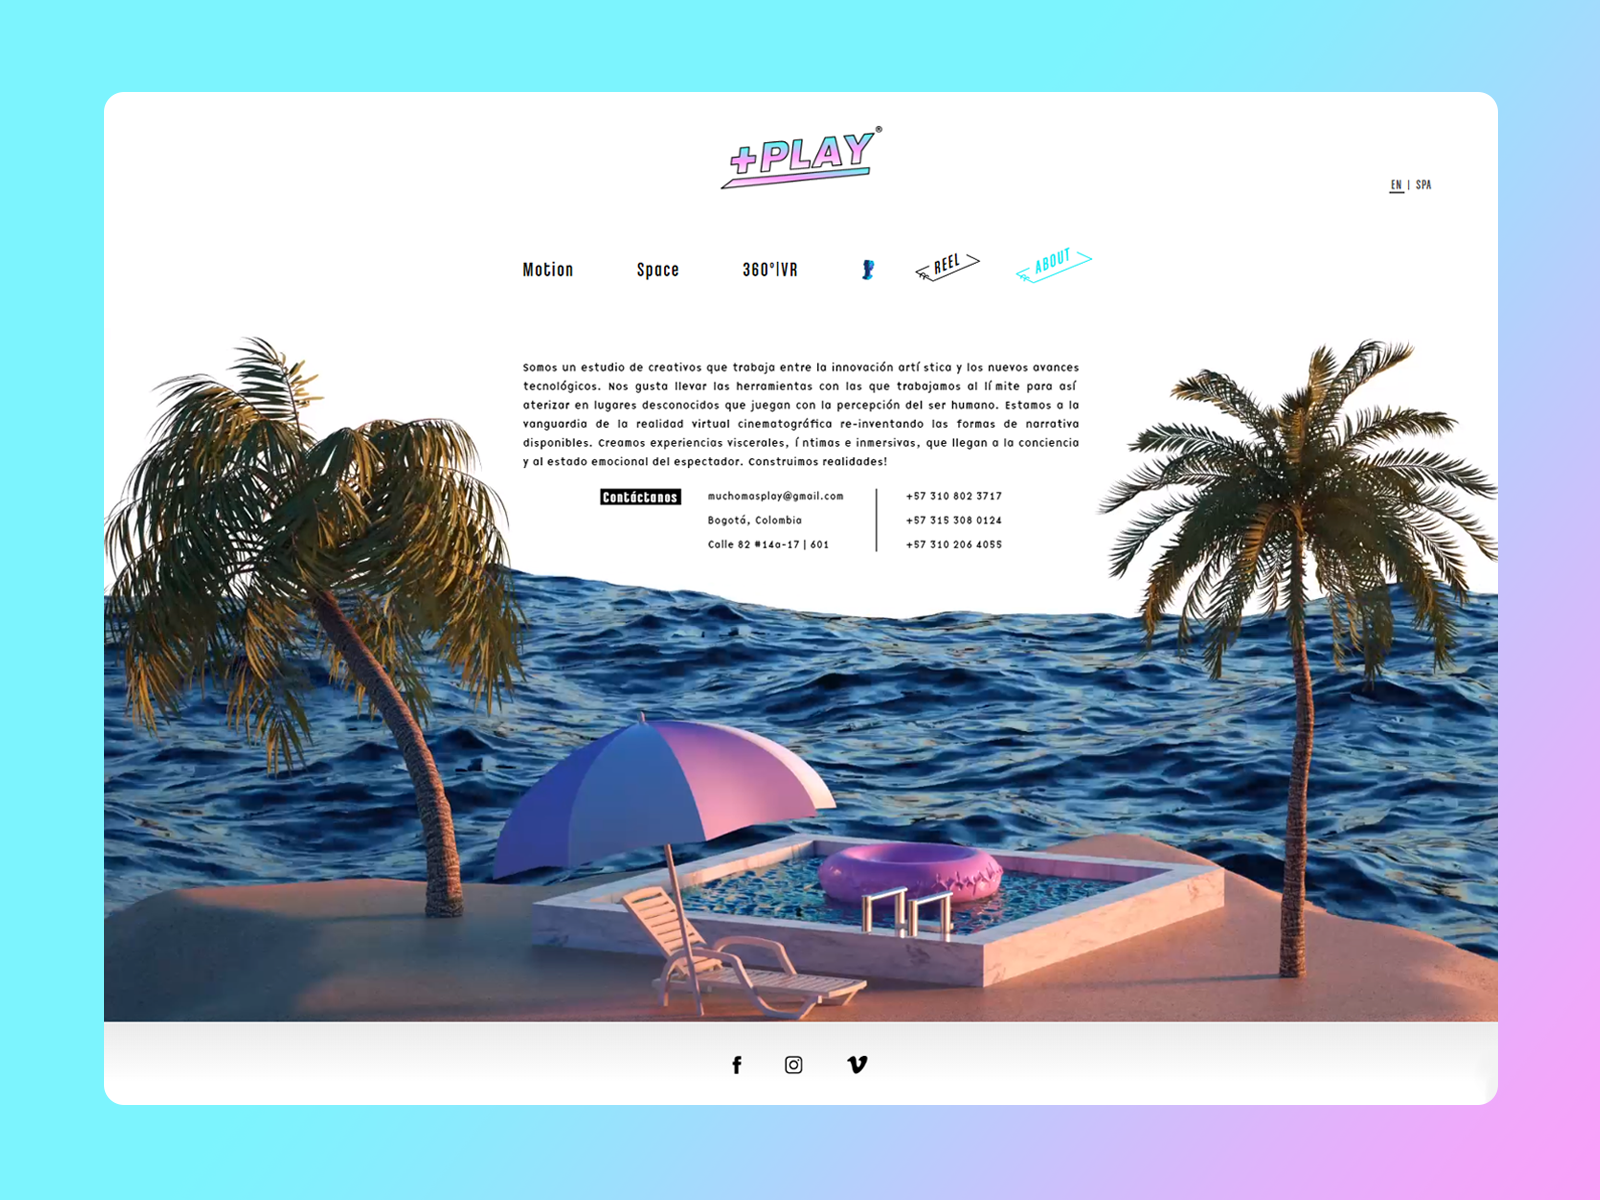 +PLAY®
EN | SPA
Motion Space 360°|VR REEL ABOUT
Somos un estudio de creativos que trabaja entre la innovación artí stica y los nuevos avances
tecnológicos. Nos gusta llevar las herramientas con las que trabajamos al lí mite para así
aterizar en lugares desconocidos que juegan con la percepción del ser humano. Estamos a la
vanguardia de la realidad virtual cinematográfica re-inventando las formas de narrativa
disponibles. Creamos experiencias viscerales, í ntimas e inmersivas, que llegan a la conciencia
y al estado emocional del espectador. Construimos realidades!
Contáctanos
muchomasplay@gmail.com
Bogotá, Colombia
Calle 82 #14a-17 | 601
+57 310 802 3717
+57 315 308 0124
+57 310 206 4055